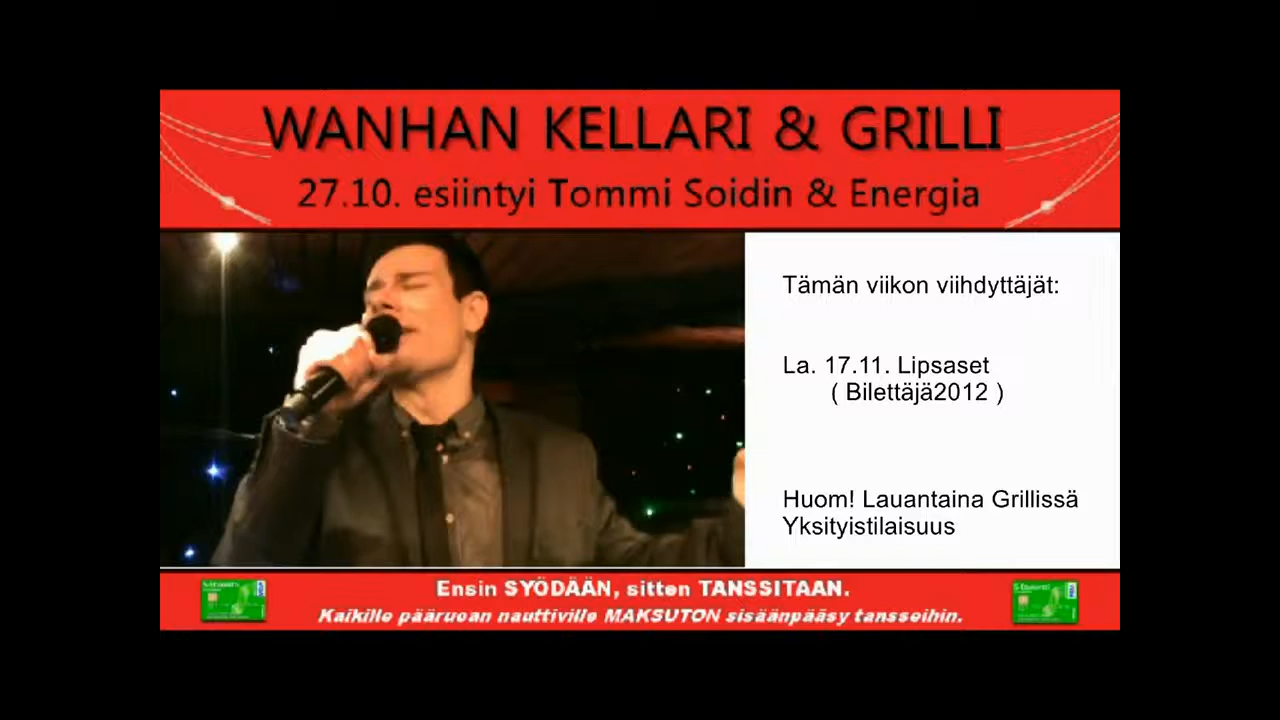 WANHAN KELLARI & GRILLI
27.10. esiintyi Tommi Soidin & Energia
Tämän viikon viihdyttäjät:
La. 17.11. Lipsaset
( Bilettäjä2012 )
Huom! Lauantaina Grillissä
Yksityistilaisuus
Ensin SYÖDÄÄN, sitten TANSSITAAN.
Kaikille pääruoan nauttiville MAKSUTON sisäänpääsy tansseihin.